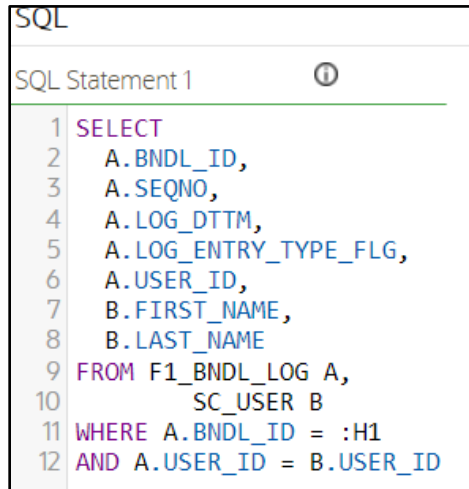 SQL
SQL Statement 1
1 SELECT
2 A.BNDL_ID,
3 A.SEQNO,
4 A.LOG_DTTM,
5 A.LOG_ENTRY_TYPE_FLG,
6 A.USER_ID,
7 B.FIRST_NAME,
8 B.LAST_NAME
9 FROM F1_BNDL_LOG A,
10 SC_USER B
11 WHERE A.BNDL_ID = :H1
12 AND A.USER_ID = B.USER_ID